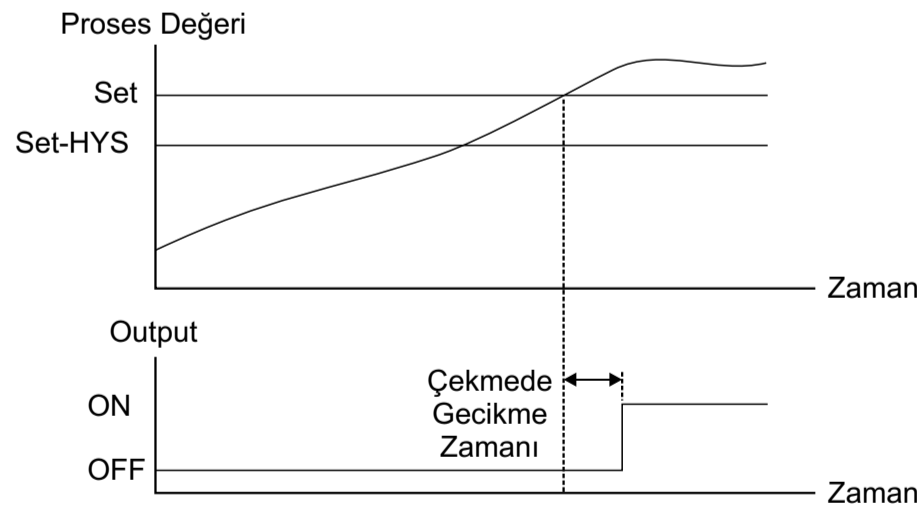 Proses Değeri
Set
Set-HYS
Zaman
Output
Çekmede
Gecikme
Zamanı
ON
OFF
Zaman